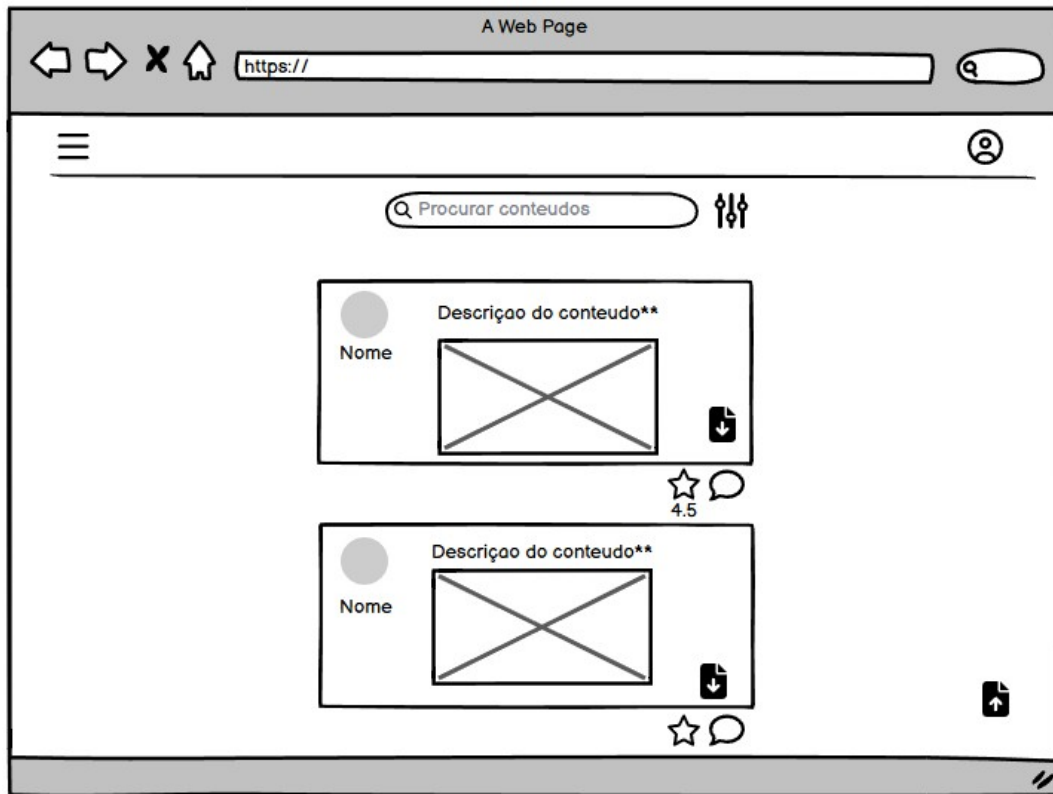 A Web Page
https://
Procurar conteudos
Descriçao do conteudo**
Nome
4.5
Descriçao do conteudo**
Nome